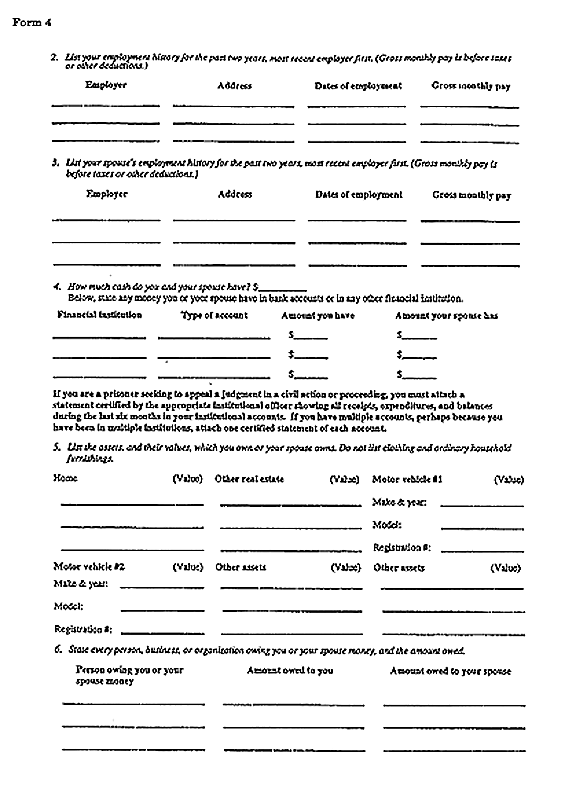 Form 4
2. List your employment history for the past two years, most recent employer first. (Gross monthly pay is before taxes
or other deductions.)
Employer Address Dates of employment Gross monthly pay
3. List your spouse's employment history for the past two years, most recent employer first. (Gross monthly pay is
before taxes or other deductions.)
Employer Address Dates of employment Gross monthly pay
4. How much cash do you and your spouse have? $________
Below, state any money you or your spouse have in bank accounts or in any other financial institution.
Financial institution Type of account Amount you have Amount your spouse has
$______ $______
$______ $______
$______ $______
If you are a prisoner seeking to appeal a judgment in a civil action or proceeding, you must attach a
statement certified by the appropriate institutional officer showing all receipts, expenditures, and balances
during the last six months in your institutional accounts. If you have multiple accounts, perhaps because you
have been in multiple institutions, attach one certified statement of each account.
5. List the assets, and their values, which you own or your spouse owns. Do not list clothing and ordinary household
furnishings.
Home (Value) Other real estate (Value) Motor vehicle #1 (Value)
Make & year:
Model:
Registration #:
Motor vehicle #2 (Value) Other assets (Value) Other assets (Value)
Make & year:
Model:
Registration #:
6. State every person, business, or organization owing you or your spouse money, and the amount owed.
Person owing you or your Amount owed to you Amount owed to your spouse
spouse money